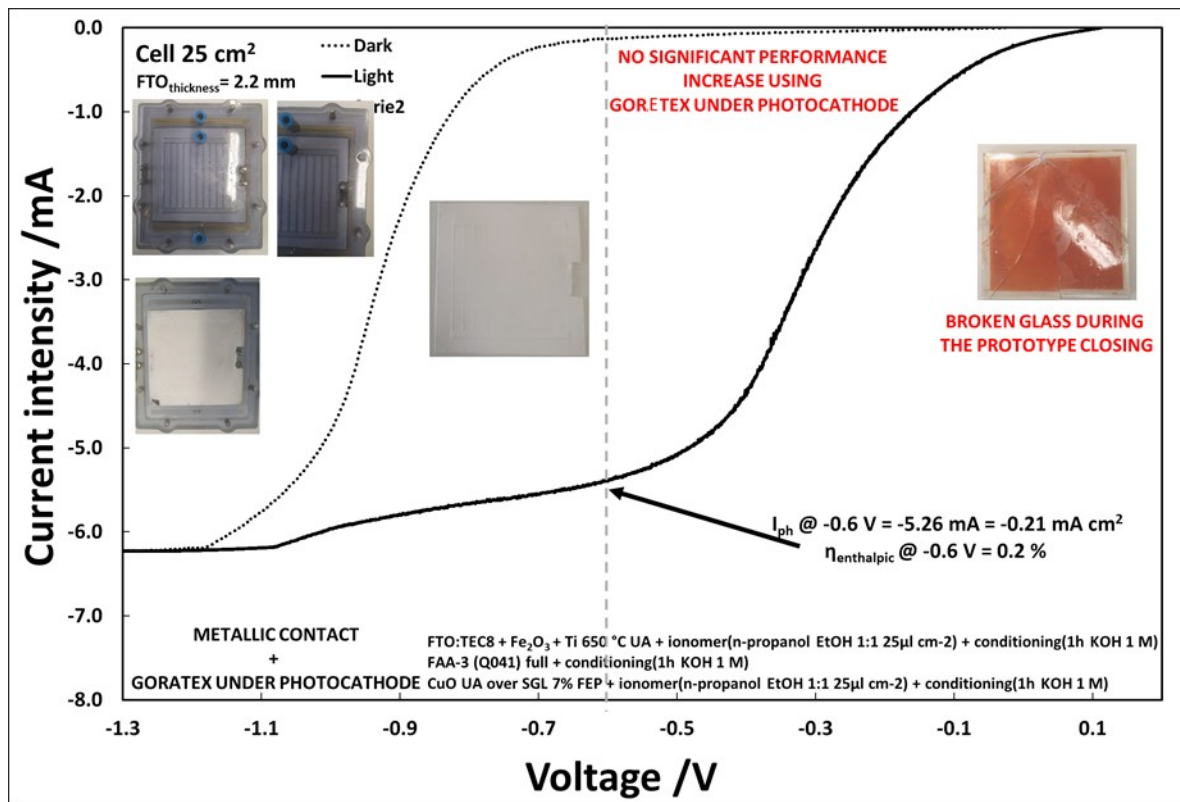 Cell 25 cm²
FTOthickness= 2.2 mm
Dark
Light
rie2
NO SIGNIFICANT PERFORMANCE
INCREASE USING
GORETEX UNDER PHOTOCATHODE
BROKEN GLASS DURING
THE PROTOTYPE CLOSING
Iph @ -0.6 V = -5.26 mA = -0.21 mA cm²
ηenthalpic @ -0.6 V = 0.2 %
METALLIC CONTACT
+
GORATEX UNDER PHOTOCATHODE
FTO:TEC8 + Fe₂O₃ + Ti 650 °C UA + ionomer(n-propanol EtOH 1:1 25µl cm-2) + conditioning(1h KOH 1 M)
FAA-3 (Q041) full + conditioning(1h KOH 1 M)
CuO UA over SGL 7% FEP + ionomer(n-propanol EtOH 1:1 25µl cm-2) + conditioning(1h KOH 1 M)
Current intensity /mA
0.0
-1.0
-2.0
-3.0
-4.0
-5.0
-6.0
-7.0
-8.0
-1.3
-1.1
-0.9
-0.7
-0.5
-0.3
-0.1
0.1
Voltage /V